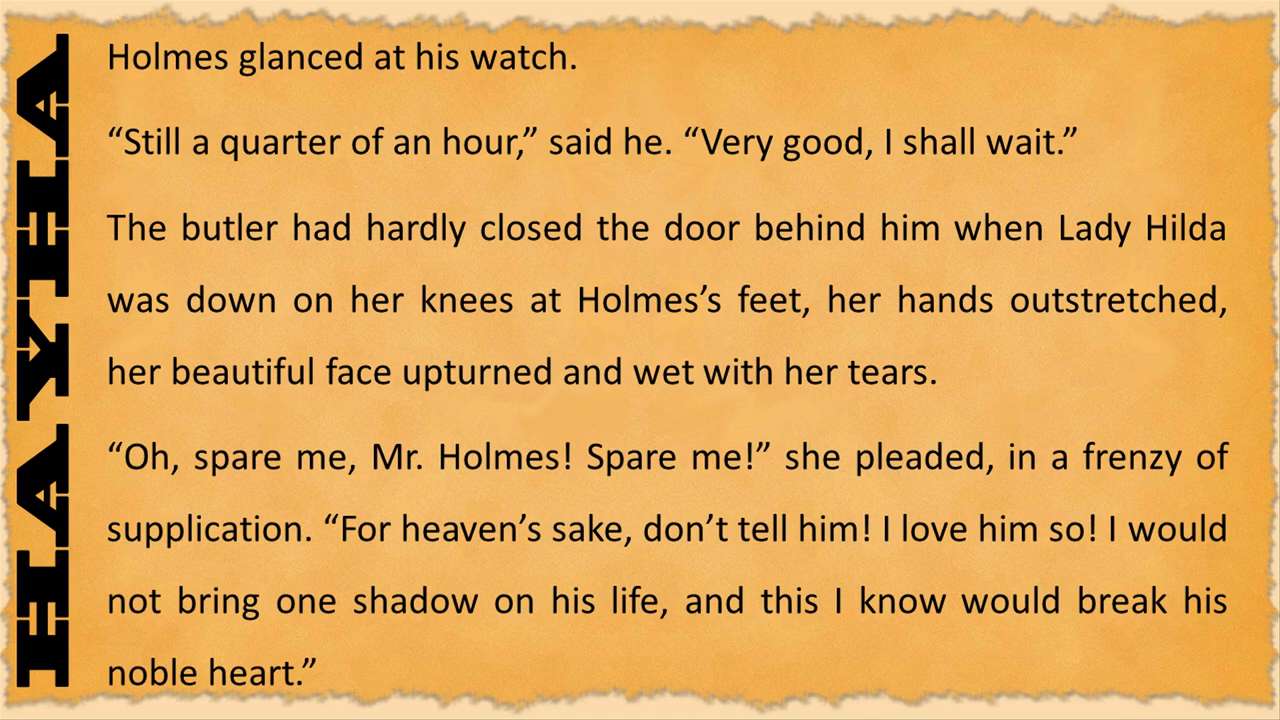 HAYHA
Holmes glanced at his watch.
“Still a quarter of an hour,” said he. “Very good, I shall wait.”
The butler had hardly closed the door behind him when Lady Hilda
was down on her knees at Holmes’s feet, her hands outstretched,
her beautiful face upturned and wet with her tears.
“Oh, spare me, Mr. Holmes! Spare me!” she pleaded, in a frenzy of
supplication. “For heaven’s sake, don’t tell him! I love him so! I would
not bring one shadow on his life, and this I know would break his
noble heart.”